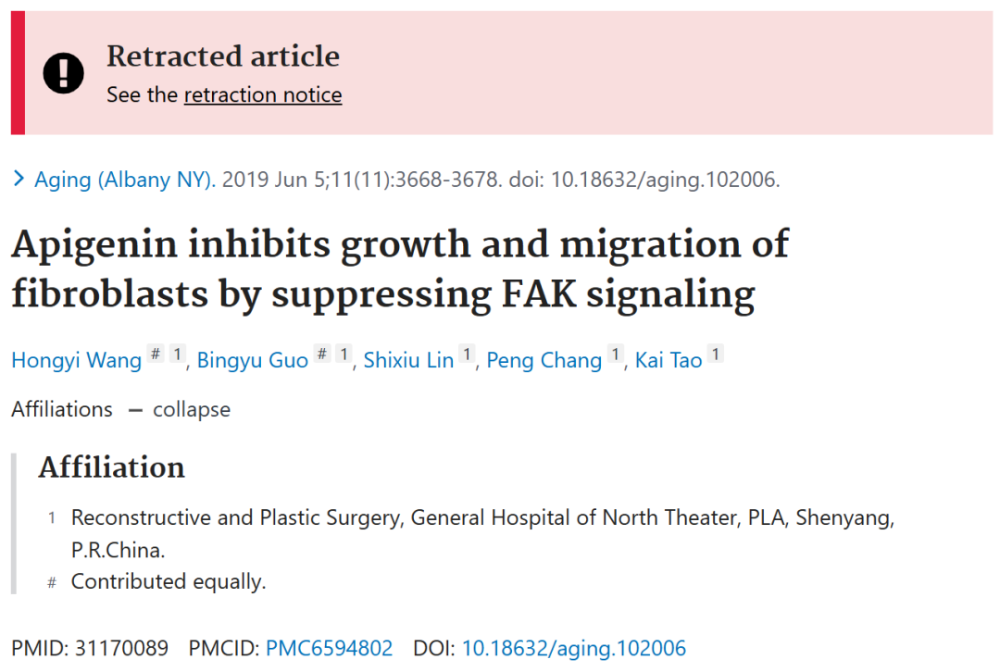 Retracted article
See the retraction notice
Aging (Albany NY). 2019 Jun 5;11(11):3668-3678. doi: 10.18632/aging.102006.
Apigenin inhibits growth and migration of
fibroblasts by suppressing FAK signaling
Hongyi Wang # 1, Bingyu Guo # 1, Shixiu Lin 1, Peng Chang 1, Kai Tao 1
Affiliations — collapse
Affiliation
1 Reconstructive and Plastic Surgery, General Hospital of North Theater, PLA, Shenyang,
P.R.China.
# Contributed equally.
PMID: 31170089 PMCID: PMC6594802 DOI: 10.18632/aging.102006